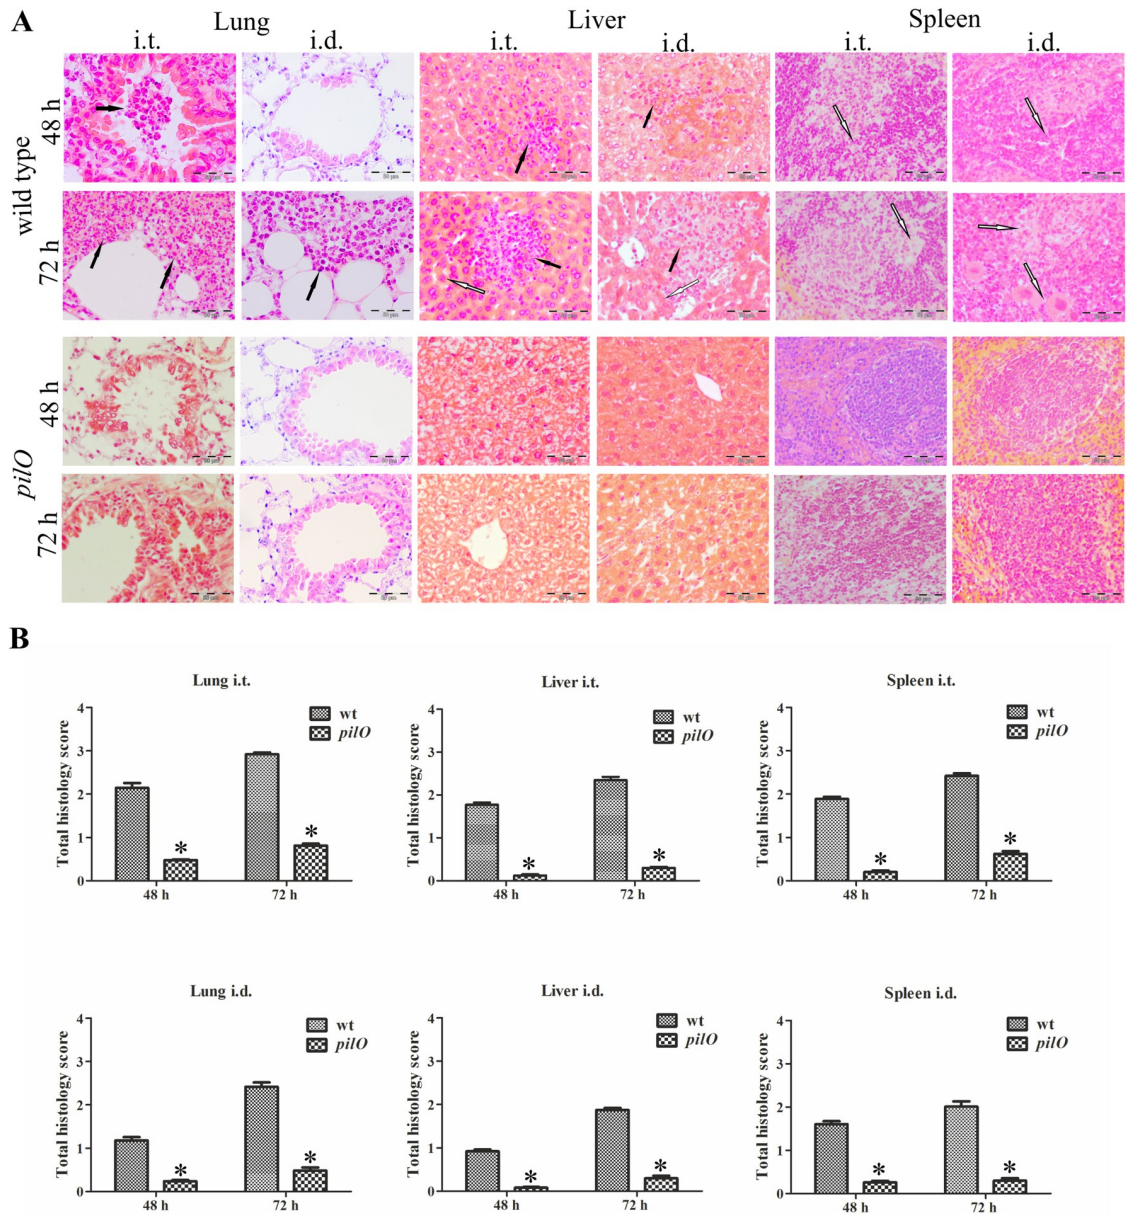 A
Lung
Liver
Spleen
i.t.
i.d.
i.t.
i.d.
i.t.
i.d.
wild type
48 h
72 h
pilO
48 h
72 h
B
Lung i.t.
Total histology score
4
3
2
1
0
wt
pilO
*
*
48 h
72 h
Liver i.t.
Total histology score
4
3
2
1
0
wt
pilO
*
*
48 h
72 h
Spleen i.t.
Total histology score
4
3
2
1
0
wt
pilO
*
*
48 h
72 h
Lung i.d.
Total histology score
4
3
2
1
0
wt
pilO
*
*
48 h
72 h
Liver i.d.
Total histology score
4
3
2
1
0
wt
pilO
*
*
48 h
72 h
Spleen i.d.
Total histology score
4
3
2
1
0
wt
pilO
*
*
48 h
72 h